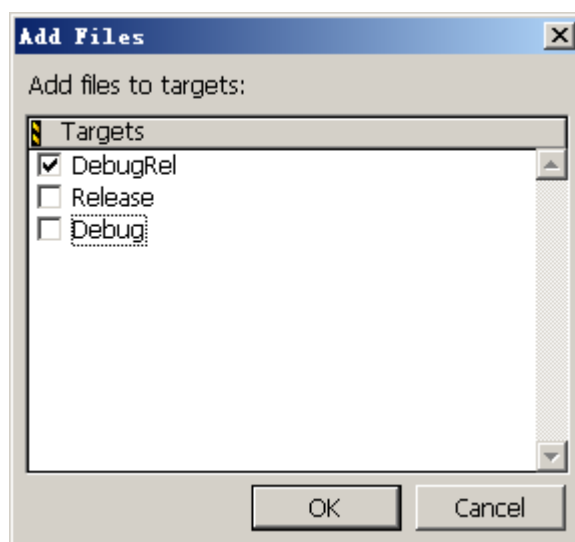 Add Files
Add files to targets:
Targets
DebugRel
Release
Debug
OK
Cancel